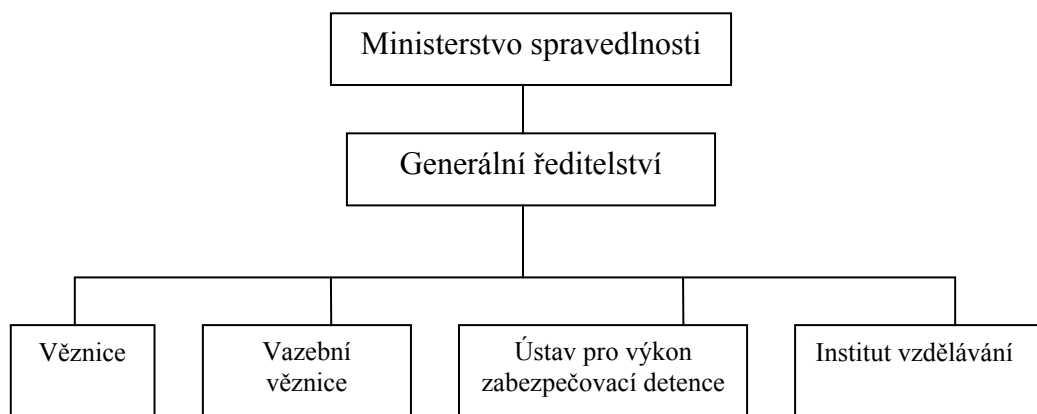 Ministerstvo spravedlnosti
Generální ředitelství
Věznice
Vazební
věznice
Ústav pro výkon
zabezpečovací detence
Institut vzdělávání